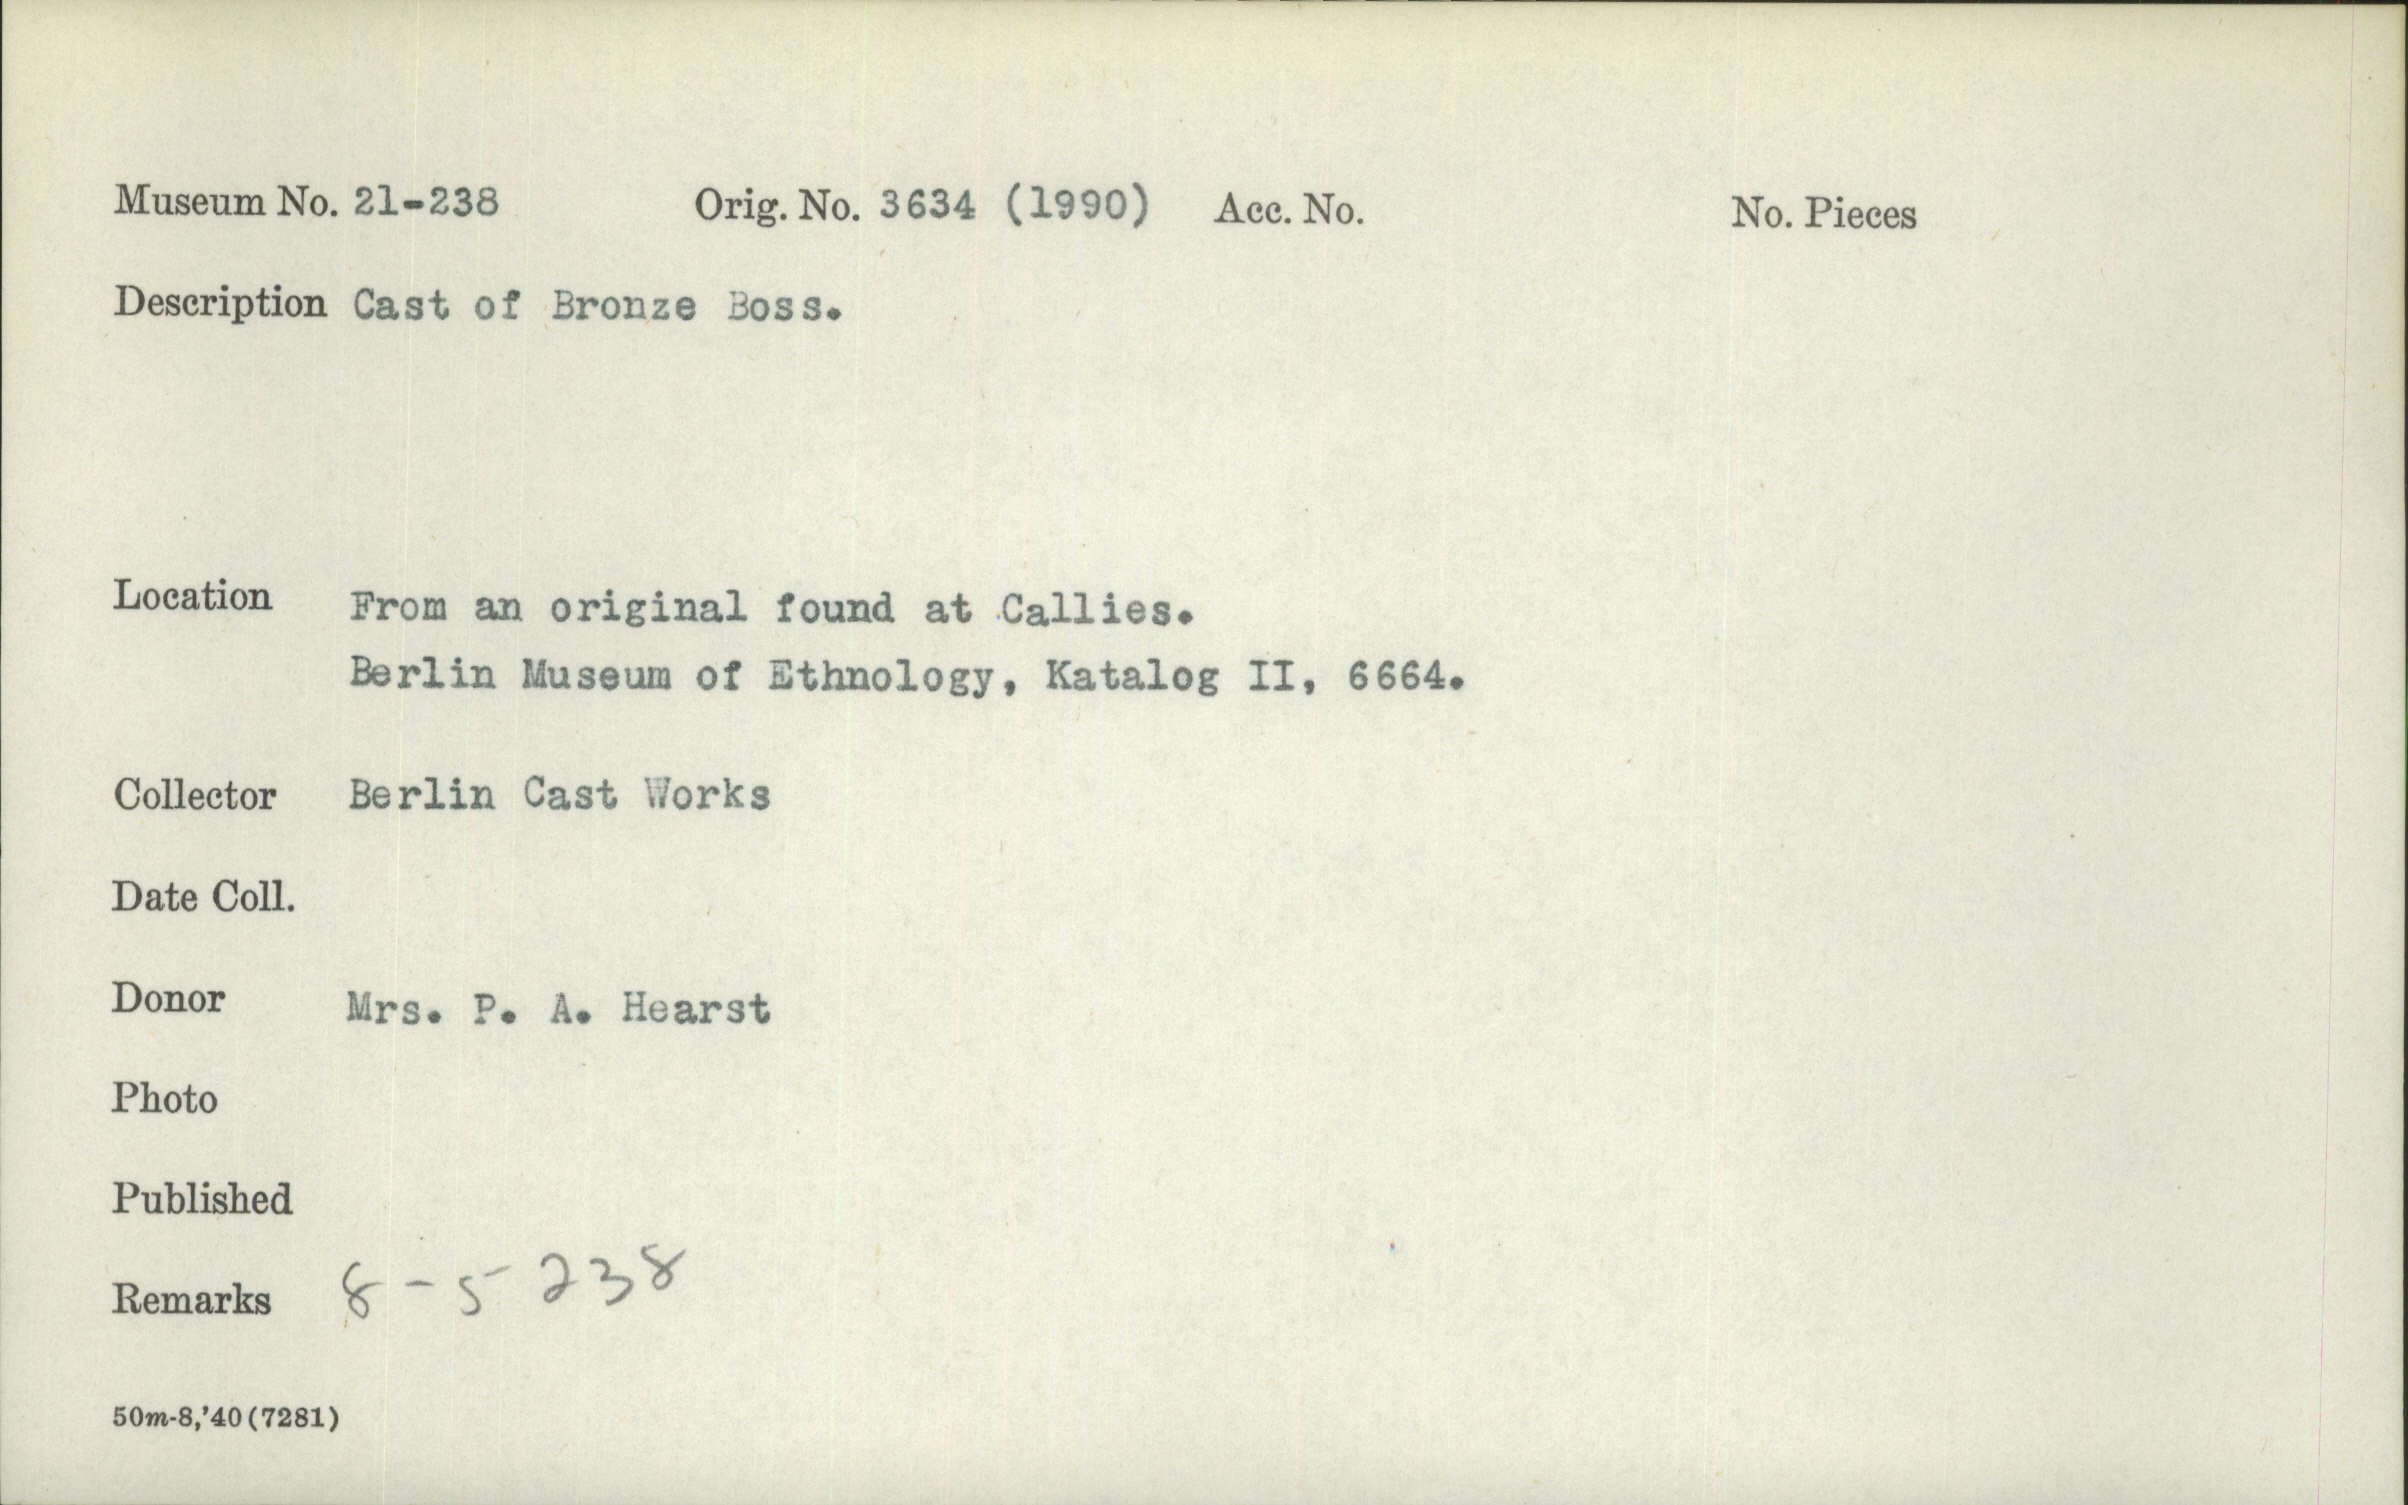 Museum No. 21-238 Orig. No. 3634 (1990) Acc. No. No. Pieces
Description Cast of Bronze Boss.
Location From an original found at Callies.
Berlin Museum of Ethnology, Katalog II, 6664.
Collector Berlin Cast Works
Date Coll.
Donor Mrs. P. A. Hearst
Photo
Published
Remarks 8-5238
50m-8,'40(7281)